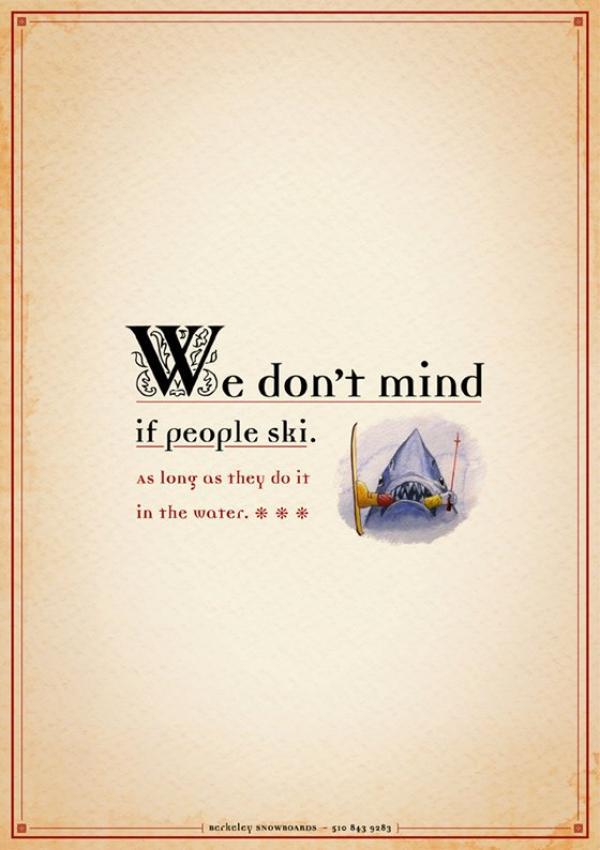 We don't mind
if people ski.
As long as they do it
in the water. ❋ ❋ ❋
Berkeley SNOWBOARDS – 510 843 9283